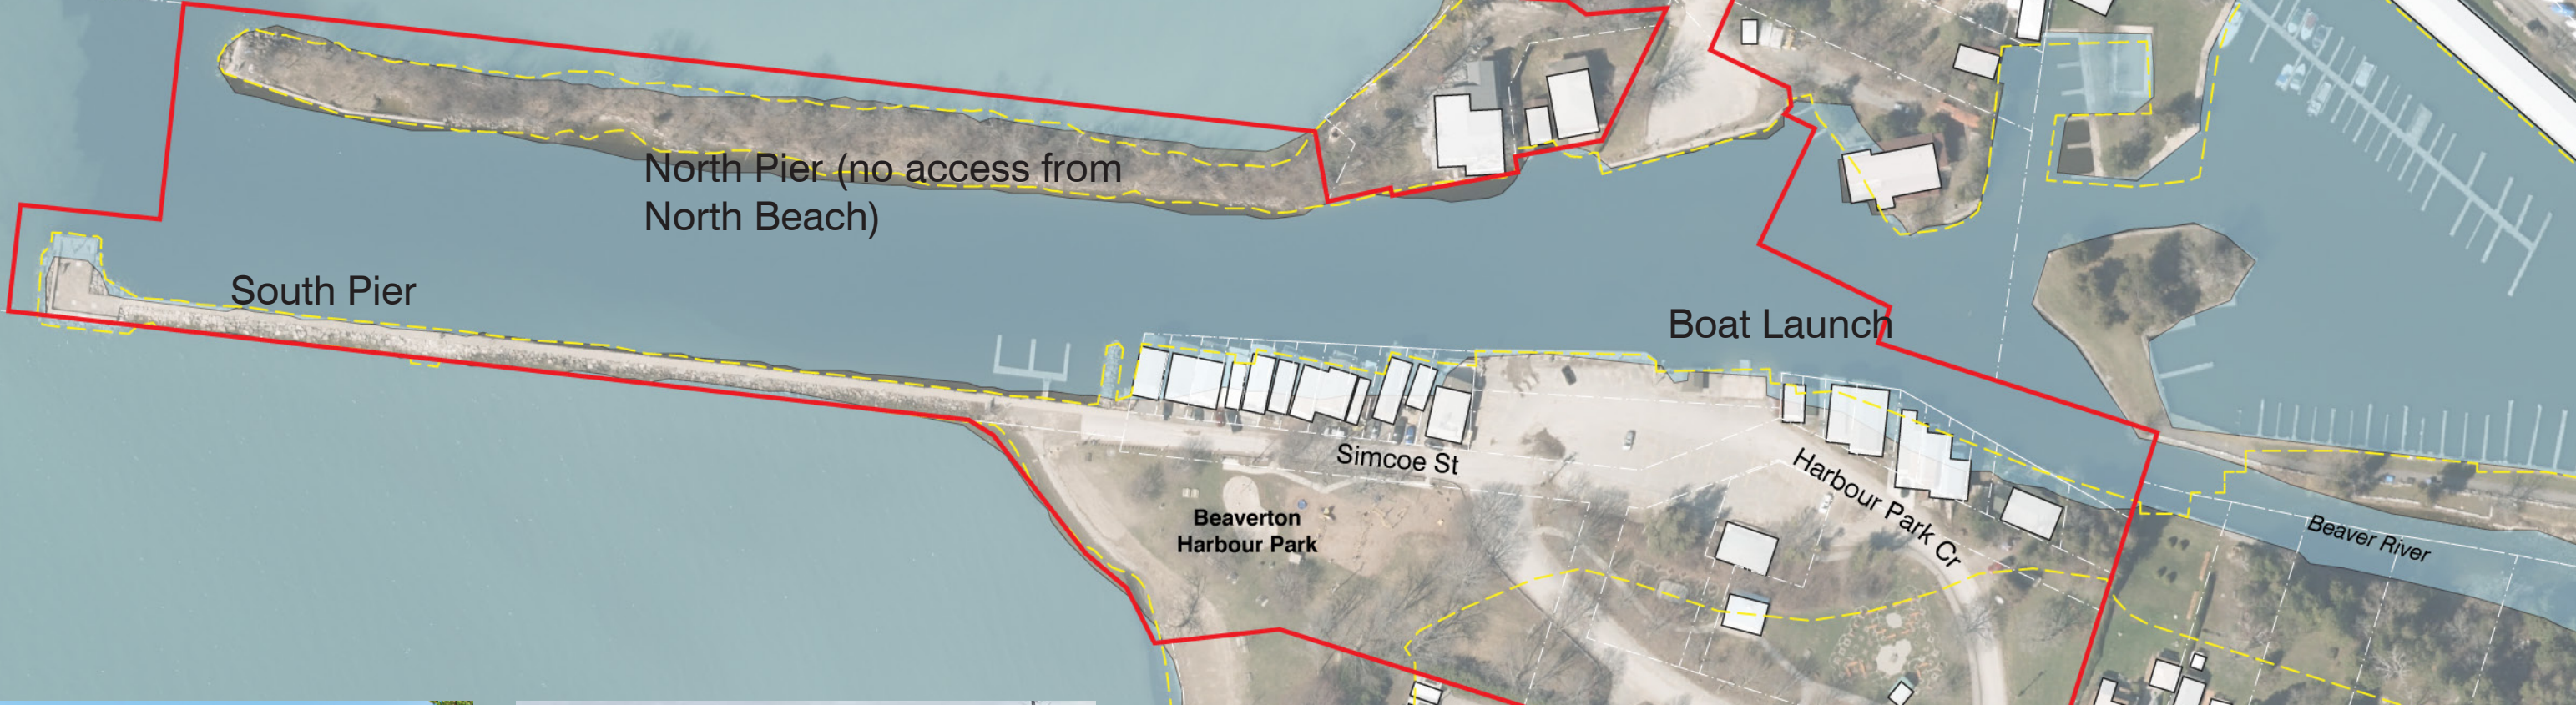 North Pier (no access from
North Beach)
South Pier
Boat Launch
Simcoe St
Harbour Park Cr
Beaverton
Harbour Park
Beaver River